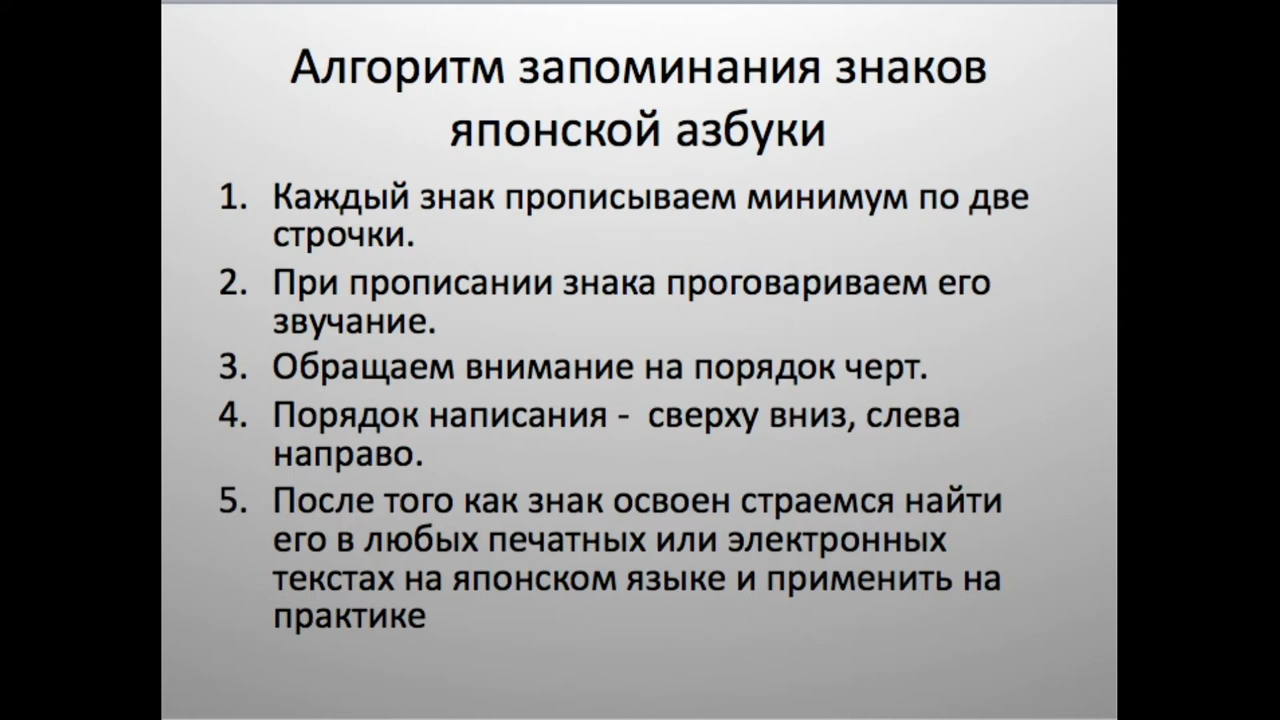 Алгоритм запоминания знаков
японской азбуки
1. Каждый знак прописываем минимум по две
строчки.
2. При прописании знака проговариваем его
звучание.
3. Обращаем внимание на порядок черт.
4. Порядок написания - сверху вниз, слева
направо.
5. После того как знак освоен страемся найти
его в любых печатных или электронных
текстах на японском языке и применить на
практике